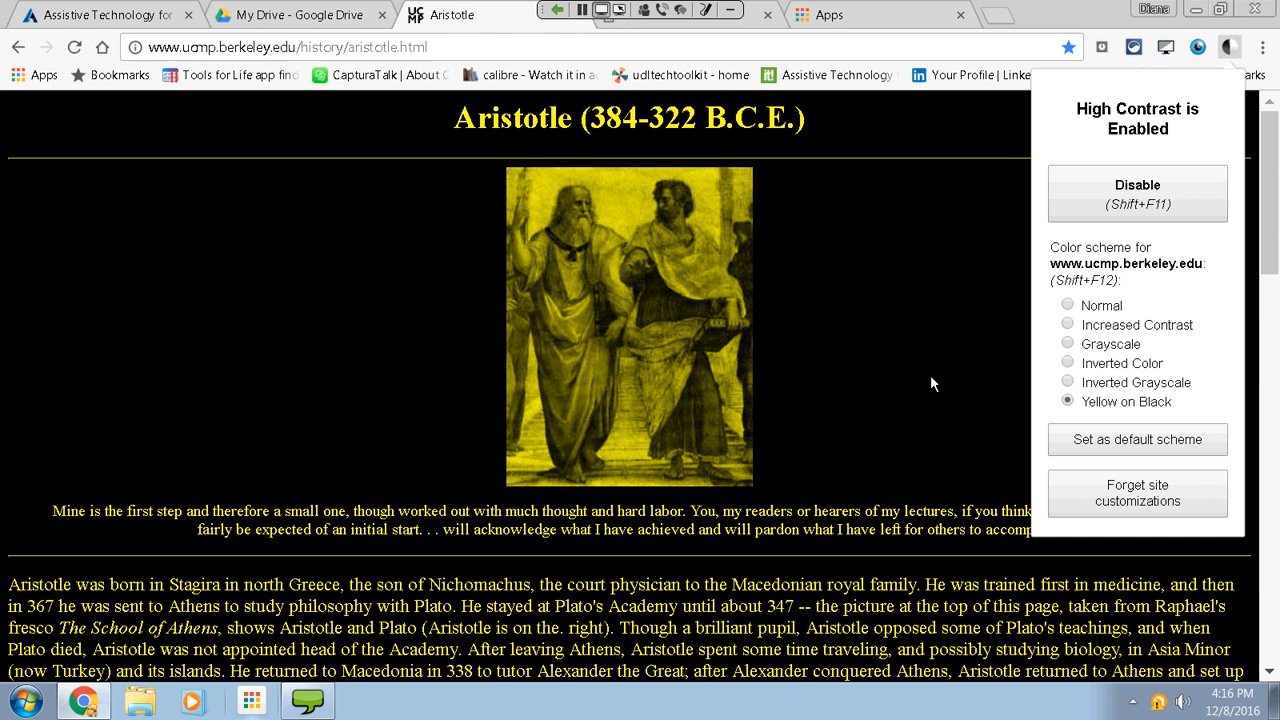 Assistive Technology for
My Drive - Google Drive
UC
MP
Aristotle
Apps
Diana
www.ucmp.berkeley.edu/history/aristotle.html
Apps
Bookmarks
Tools for Life app fin
CapturaTalk | About C
calibre - Watch it in a
udltechtoolkit - home
it!
Assistive Technology
in
Your Profile | Linke
rks
Aristotle (384-322 B.C.E.)
High Contrast is
Enabled
Disable
(Shift+F11)
Color scheme for
www.ucmp.berkeley.edu:
(Shift+F12):
Normal
Increased Contrast
Grayscale
Inverted Color
Inverted Grayscale
Yellow on Black
Set as default scheme
Forget site
customizations
Mine is the first step and therefore a small one, though worked out with much thought and hard labor. You, my readers or hearers of my lectures, if you think
fairly be expected of an initial start. . . will acknowledge what I have achieved and will pardon what I have left for others to accomp
Aristotle was born in Stagira in north Greece, the son of Nichomachus, the court physician to the Macedonian royal family. He was trained first in medicine, and then
in 367 he was sent to Athens to study philosophy with Plato. He stayed at Plato's Academy until about 347 -- the picture at the top of this page, taken from Raphael's
fresco The School of Athens, shows Aristotle and Plato (Aristotle is on the. right). Though a brilliant pupil, Aristotle opposed some of Plato's teachings, and when
Plato died, Aristotle was not appointed head of the Academy. After leaving Athens, Aristotle spent some time traveling, and possibly studying biology, in Asia Minor
(now Turkey) and its islands. He returned to Macedonia in 338 to tutor Alexander the Great; after Alexander conquered Athens, Aristotle returned to Athens and set up
4:16 PM
12/8/2016